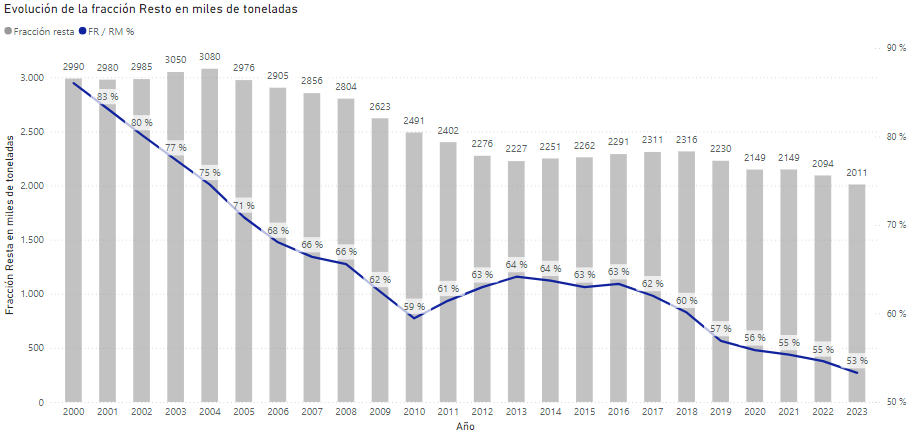 Evolución de la fracción Resto en miles de toneladas
Fracción resta FR / RM %
Fracción Resta en miles de toneladas
3.000
2.500
2.000
1.500
1.000
500
0
2990 2980 2985 3050 3080 2976 2905 2856 2804 2623 2491 2402 2276 2227 2251 2262 2291 2311 2316 2230 2149 2149 2094 2011
83 % 80 % 77 % 75 % 71 % 68 % 66 % 66 % 62 % 59 % 61 % 63 % 64 % 64 % 63 % 63 % 62 % 60 % 57 % 56 % 55 % 55 % 53 %
90 %
80 %
70 %
60 %
50 %
2000 2001 2002 2003 2004 2005 2006 2007 2008 2009 2010 2011 2012 2013 2014 2015 2016 2017 2018 2019 2020 2021 2022 2023
Año